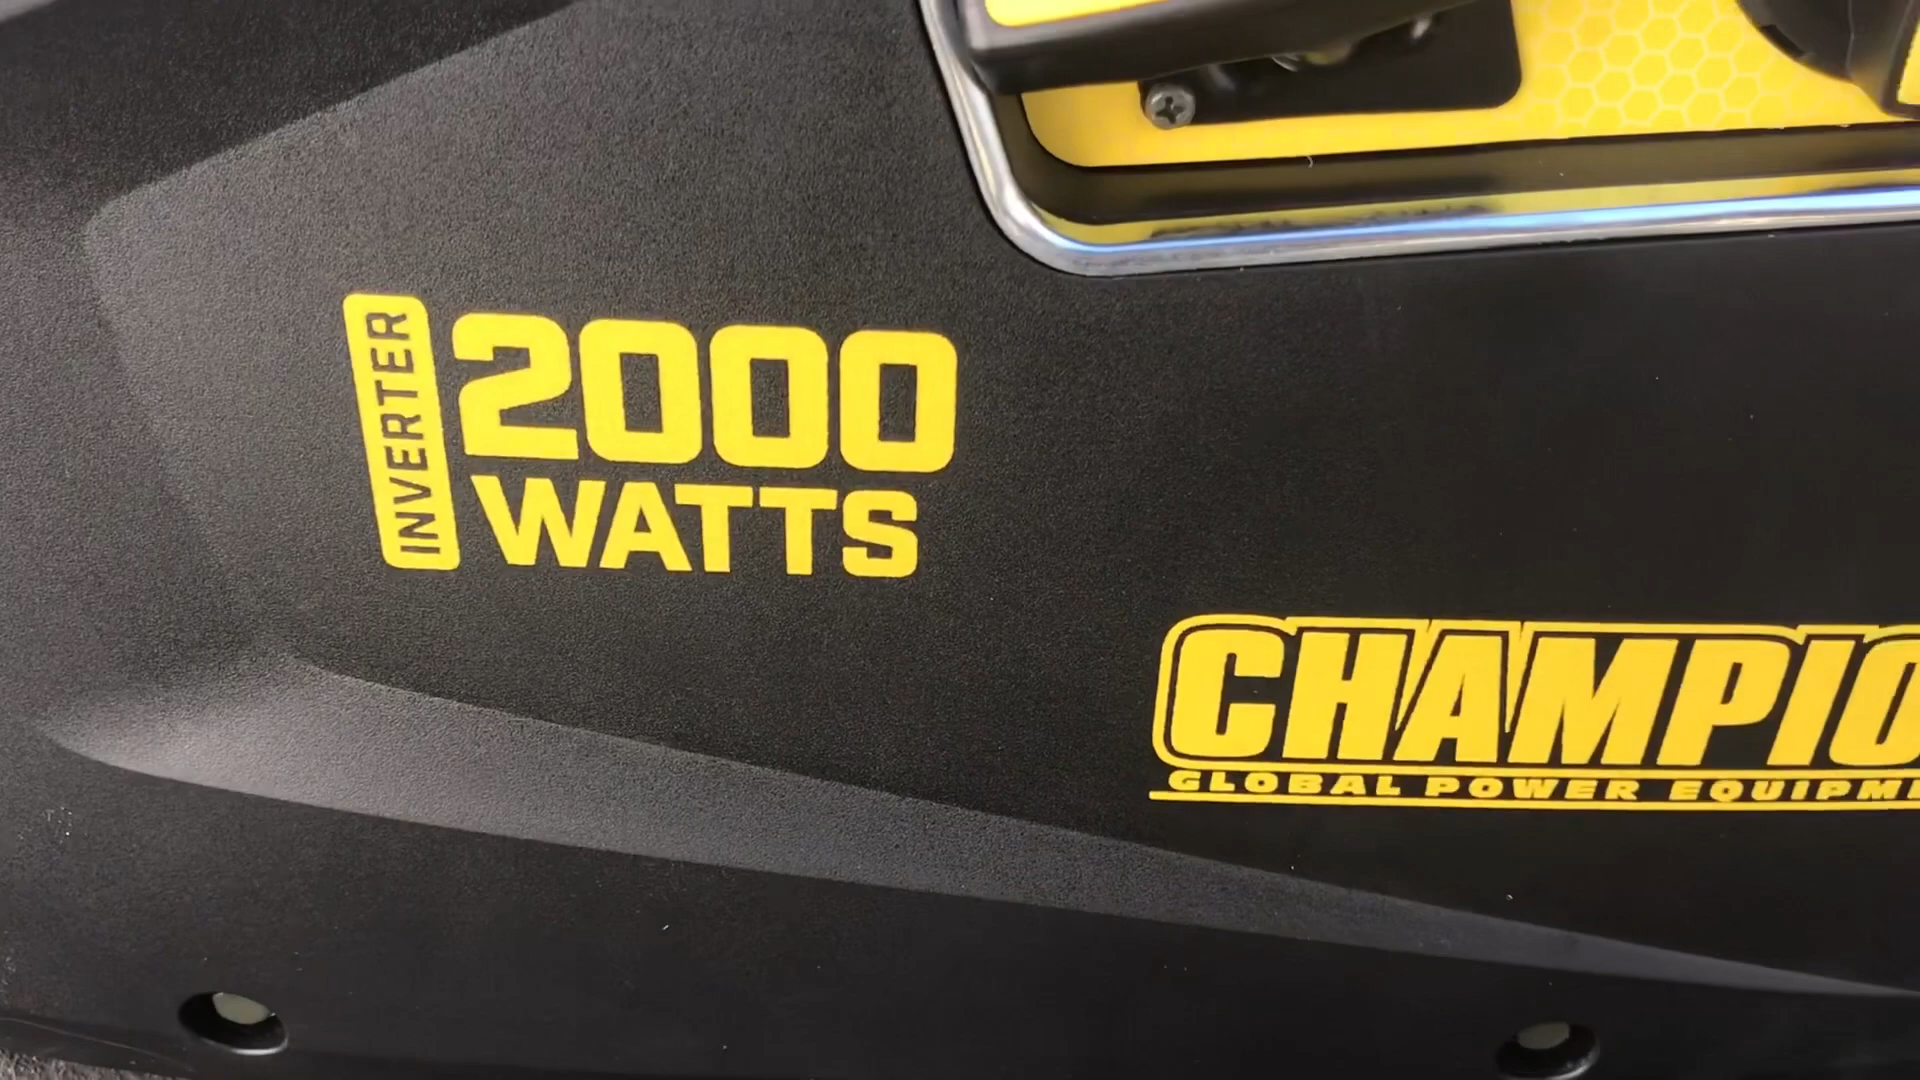 INVERTER
2000
WATTS
CHAMPIO
GLOBAL POWER EQUIPM